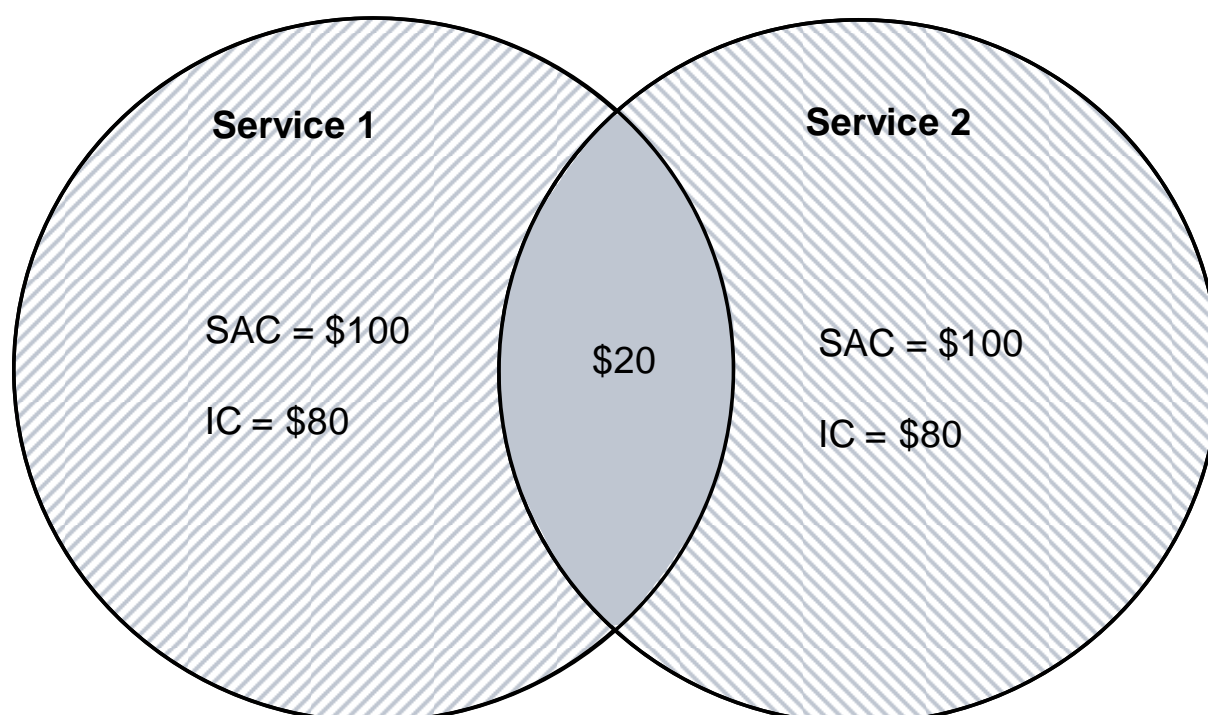 Service 1
SAC = $100
IC = $80
$20
Service 2
SAC = $100
IC = $80